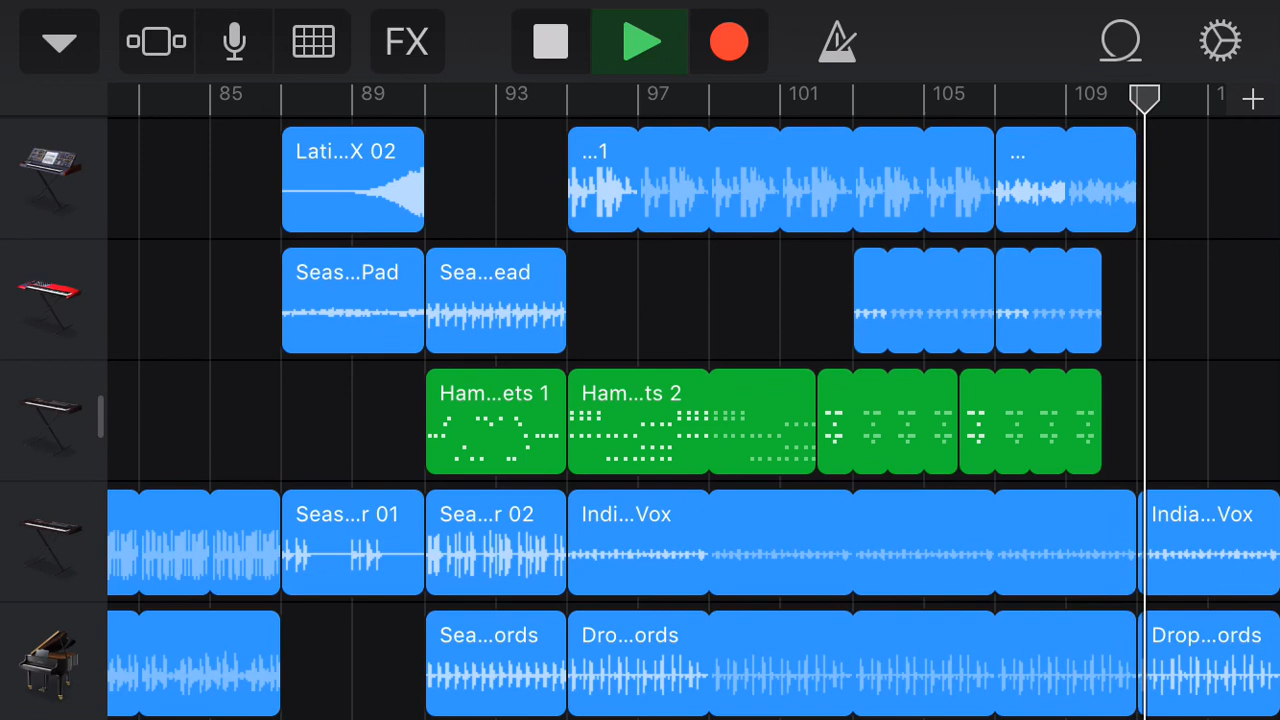 FX
85 89 93 97 101 105 109 1
Lati...X 02
...1
...
Seas...Pad
Sea...ead
Ham...ets 1
Ham...ts 2
Seas...r 01
Sea...r 02
Indi...Vox
India...Vox
Sea...ords
Dro...ords
Drop...ords